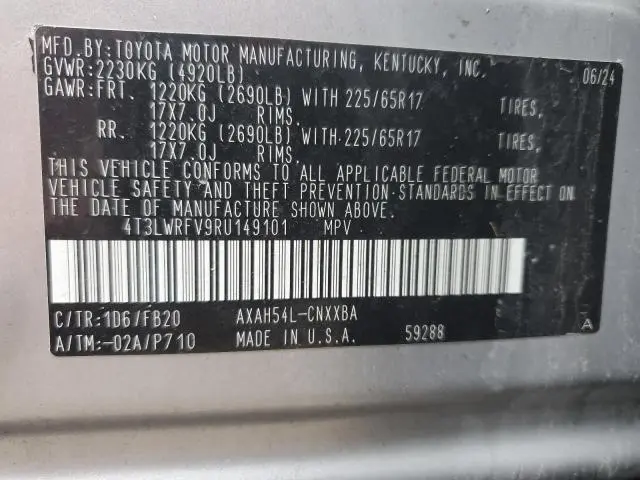 MFD.BY:TOYOTA MOTOR MANUFACTURING, KENTUCKY, INC.
GVWR:2230KG (4920LB) 06/24
GAWR:FRT. 1220KG (2690LB) WITH 225/65R17 TIRES,
17X7.0J RIMS,
RR. 1220KG (2690LB) WITH 225/65R17 TIRES,
17X7.0J RIMS.
THIS VEHICLE CONFORMS TO ALL APPLICABLE FEDERAL MOTOR
VEHICLE SAFETY AND THEFT PREVENTION STANDARDS IN EFFECT ON
THE DATE OF MANUFACTURE SHOWN ABOVE.
4T3LWRFV9RU149101 MPV
C/TR:1D6/FB20 AXAH54L-CNXXBA
A/TM:-02A/P710 MADE IN U.S.A. 59288 A